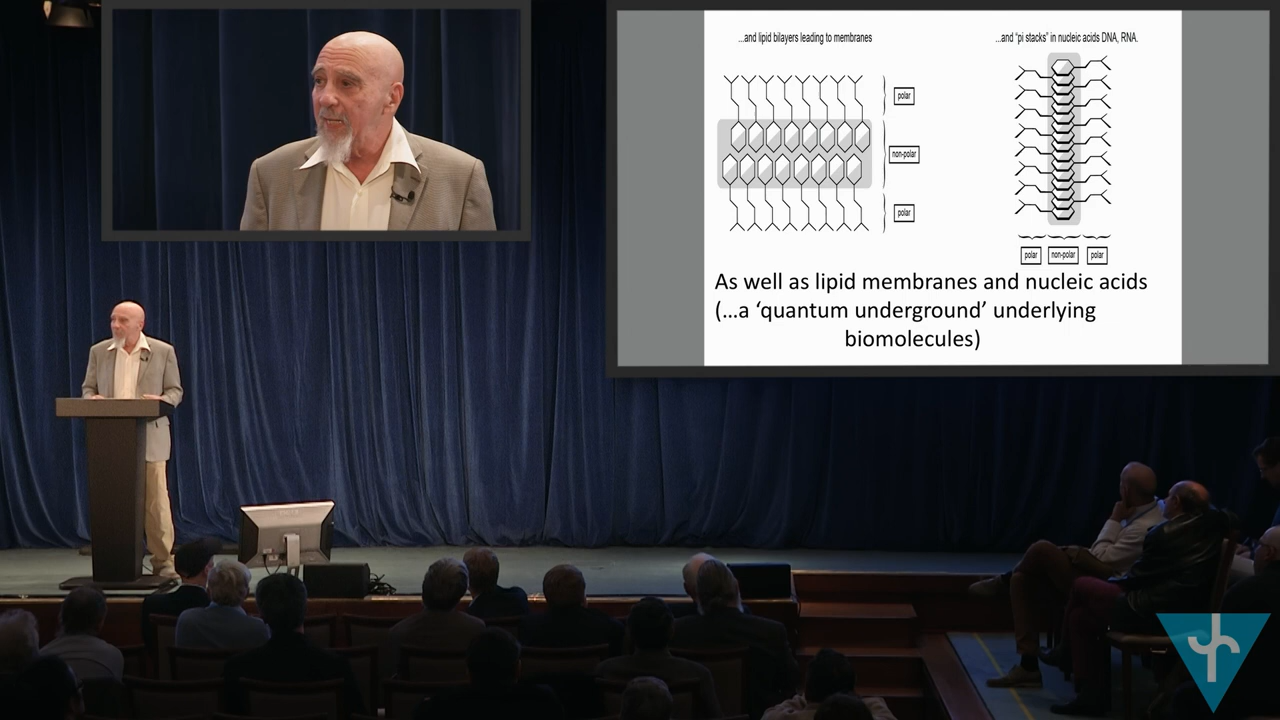 ...and lipid bilayers leading to membranes
polar
non-polar
polar
...and "pi stacks" in nucleic acids DNA, RNA.
polar non-polar polar
As well as lipid membranes and nucleic acids
(...a ‘quantum underground’ underlying
biomolecules)